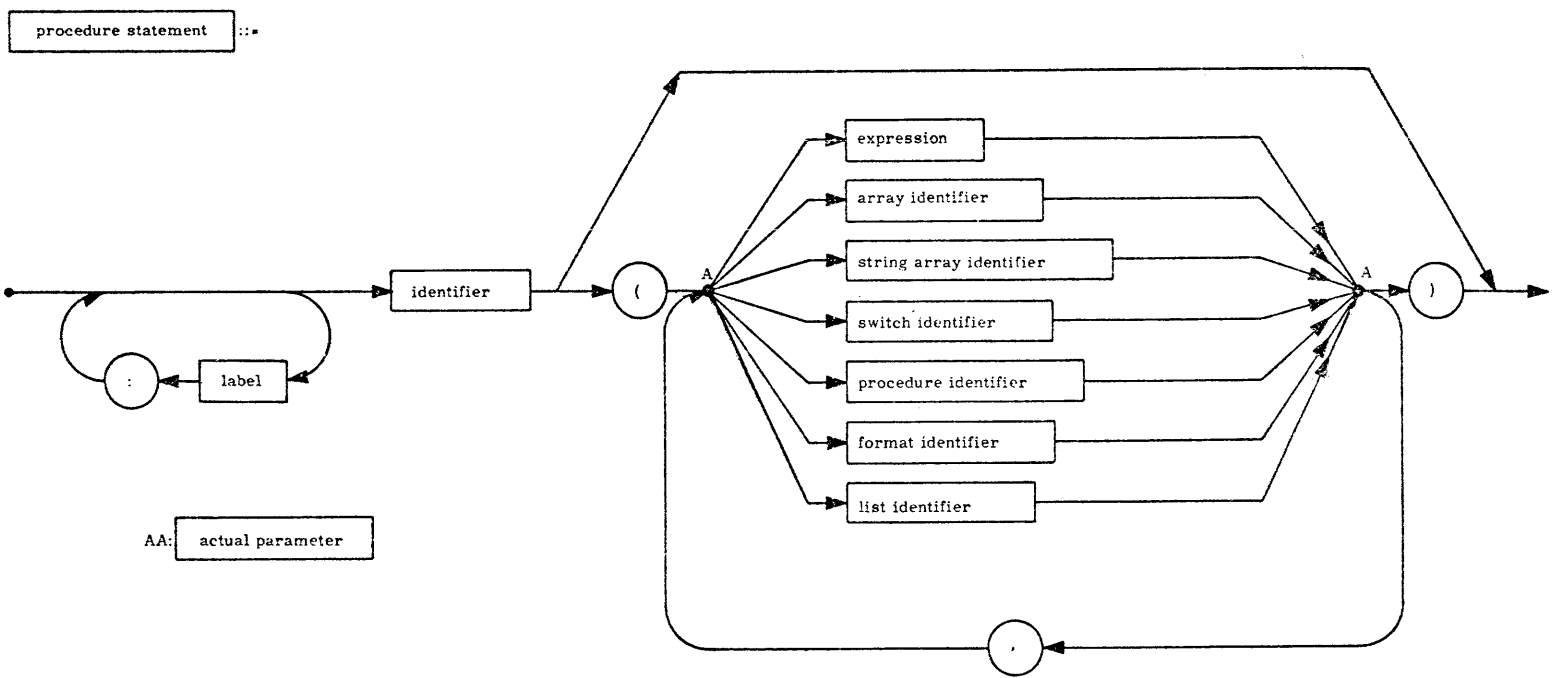 procedure statement ::=
expression
array identifier
A
string array identifier
A
identifier
(
)
switch identifier
:
label
procedure identifier
format identifier
list identifier
AA: actual parameter
,